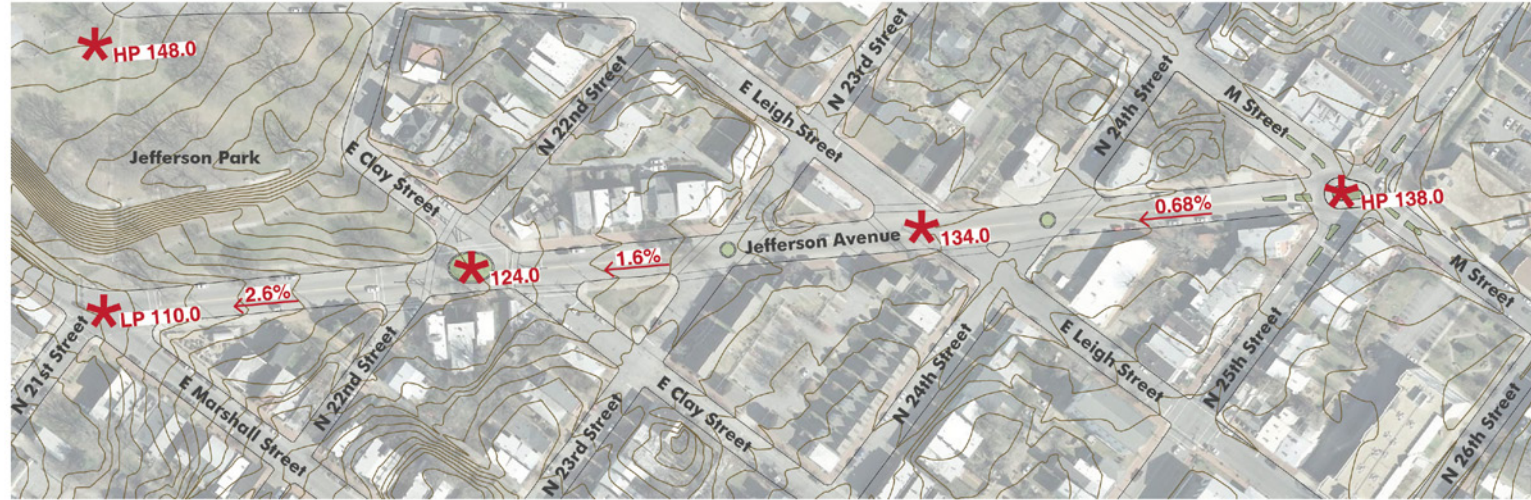 HP 148.0
N 23rd Street
N 22nd Street
E Leigh Street
M Street
N 24th Street
Jefferson Park
E Clay Street
HP 138.0
0.68%
134.0
Jefferson Avenue
1.6%
124.0
2.6%
LP 110.0
M Street
N 21st Street
E Marshall Street
N 22nd Street
N 23rd Street
E Clay Street
N 24th Street
E Leigh Street
N 25th Street
N 26th Street